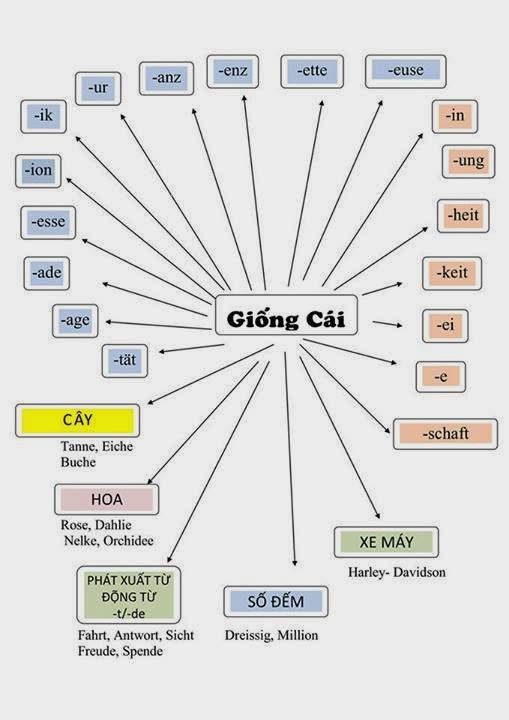 -ik
-ur
-anz
-enz
-ette
-euse
-in
-ung
-ion
-esse
-heit
-ade
-keit
-age
Giống Cái
-ei
-tät
-e
CÂY
-schaft
Tanne, Eiche
Buche
HOA
Rose, Dahlie
Nelke, Orchidee
XE MÁY
Harley- Davidson
PHÁT XUẤT TỪ
ĐỘNG TỪ
-t/-de
Fahrt, Antwort, Sicht
Freude, Spende
SỐ ĐẾM
Dreissig, Million